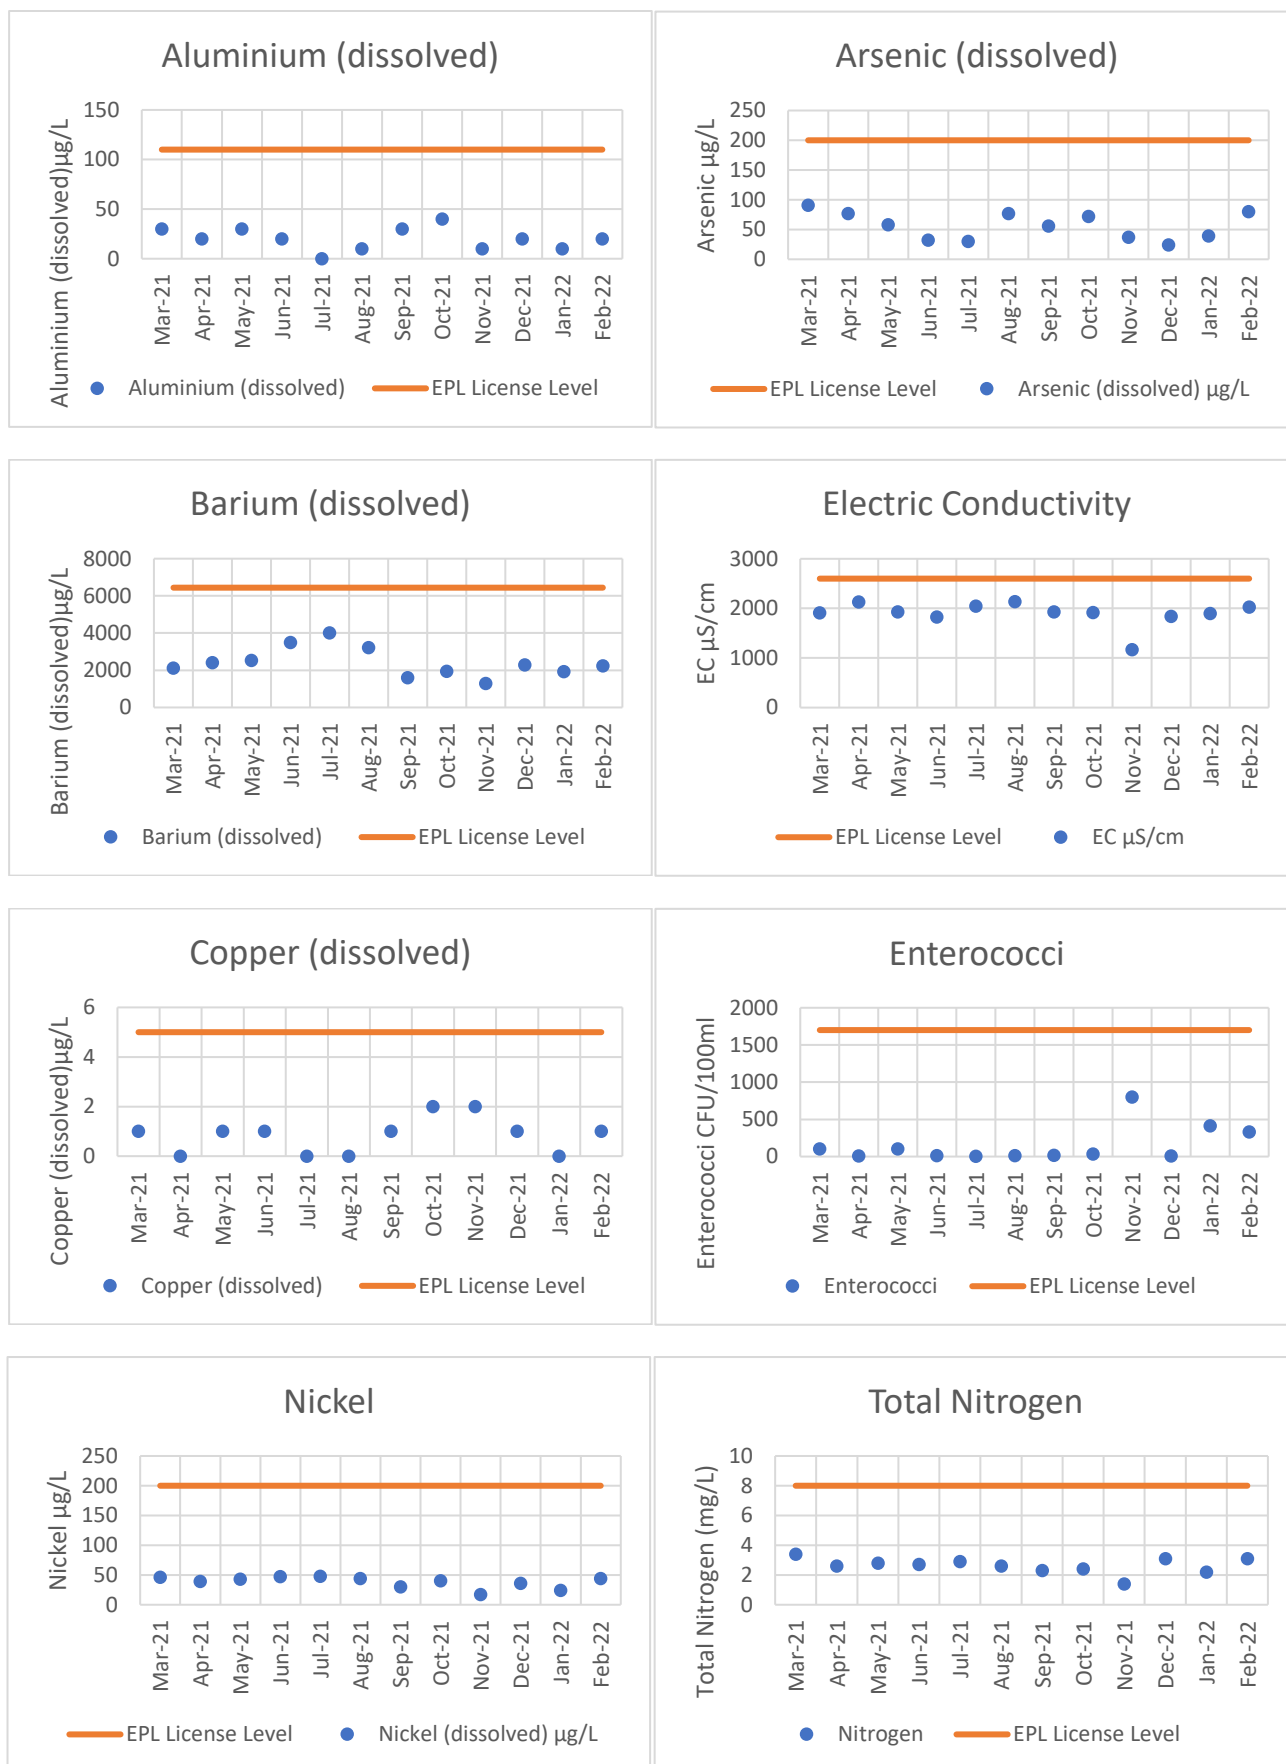 Aluminium (dissolved)
Aluminium (dissolved)µg/L
150
100
50
0
Mar-21
Apr-21
May-21
Jun-21
Jul-21
Aug-21
Sep-21
Oct-21
Nov-21
Dec-21
Jan-22
Feb-22
Aluminium (dissolved) EPL License Level
Arsenic (dissolved)
Arsenic µg/L
250
200
150
100
50
0
Mar-21
Apr-21
May-21
Jun-21
Jul-21
Aug-21
Sep-21
Oct-21
Nov-21
Dec-21
Jan-22
Feb-22
EPL License Level Arsenic (dissolved) µg/L
Barium (dissolved)
Barium (dissolved)µg/L
8000
6000
4000
2000
0
Mar-21
Apr-21
May-21
Jun-21
Jul-21
Aug-21
Sep-21
Oct-21
Nov-21
Dec-21
Jan-22
Feb-22
Barium (dissolved) EPL License Level
Electric Conductivity
EC µS/cm
3000
2000
1000
0
Mar-21
Apr-21
May-21
Jun-21
Jul-21
Aug-21
Sep-21
Oct-21
Nov-21
Dec-21
Jan-22
Feb-22
EPL License Level EC µS/cm
Copper (dissolved)
Copper (dissolved)µg/L
6
4
2
0
Mar-21
Apr-21
May-21
Jun-21
Jul-21
Aug-21
Sep-21
Oct-21
Nov-21
Dec-21
Jan-22
Feb-22
Copper (dissolved) EPL License Level
Enterococci
Enterococci CFU/100ml
2000
1500
1000
500
0
Mar-21
Apr-21
May-21
Jun-21
Jul-21
Aug-21
Sep-21
Oct-21
Nov-21
Dec-21
Jan-22
Feb-22
Enterococci EPL License Level
Nickel
Nickel µg/L
250
200
150
100
50
0
Mar-21
Apr-21
May-21
Jun-21
Jul-21
Aug-21
Sep-21
Oct-21
Nov-21
Dec-21
Jan-22
Feb-22
EPL License Level Nickel (dissolved) µg/L
Total Nitrogen
Total Nitrogen (mg/L)
10
8
6
4
2
0
Mar-21
Apr-21
May-21
Jun-21
Jul-21
Aug-21
Sep-21
Oct-21
Nov-21
Dec-21
Jan-22
Feb-22
Nitrogen EPL License Level